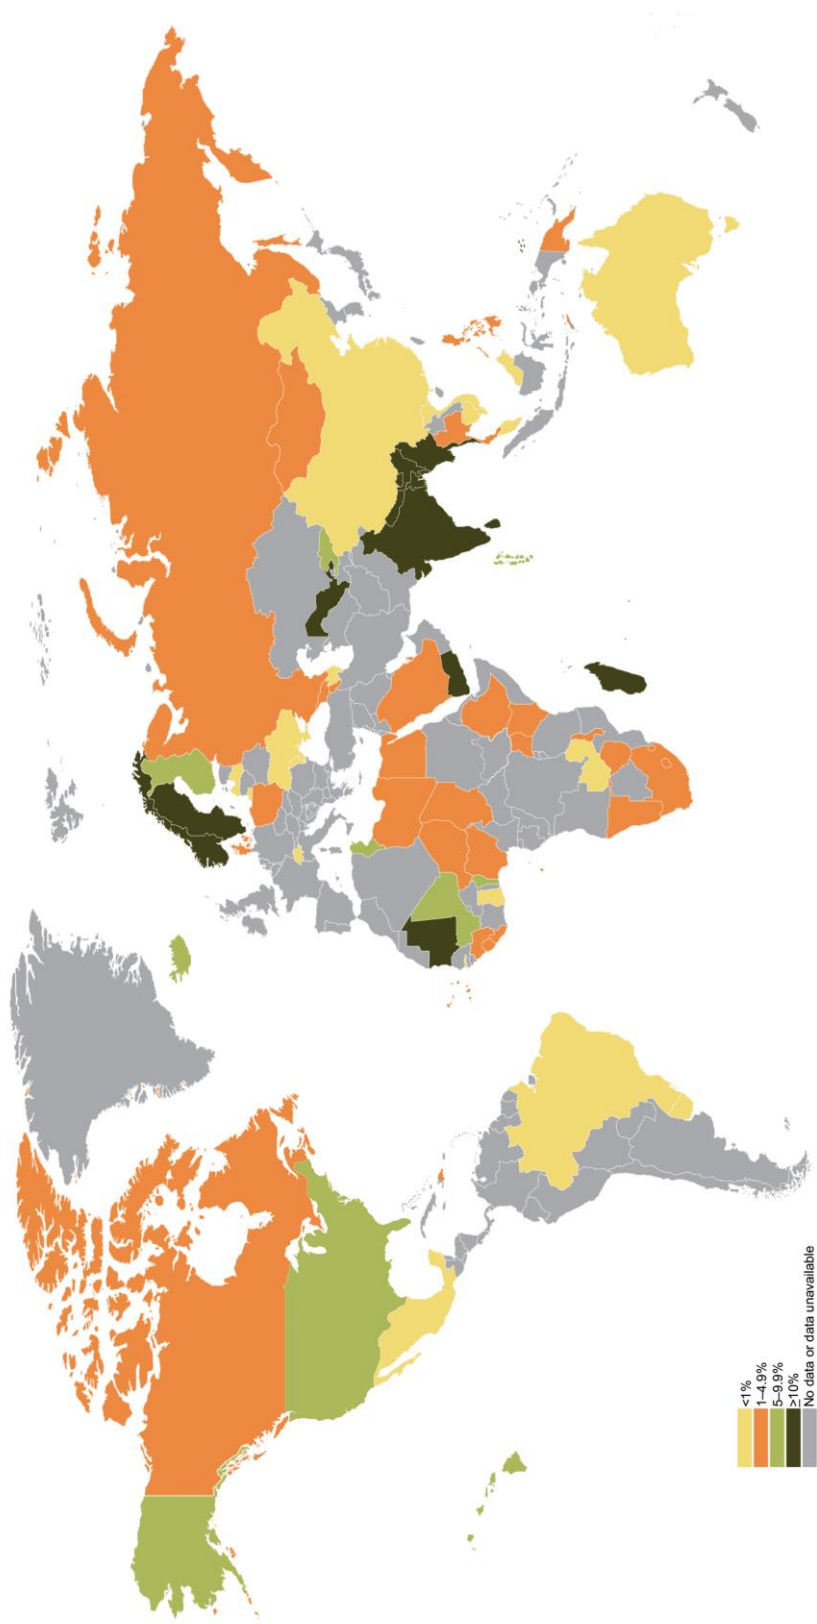 <1%
1–4.9%
5–9.9%
≥10%
No data or data unavailable